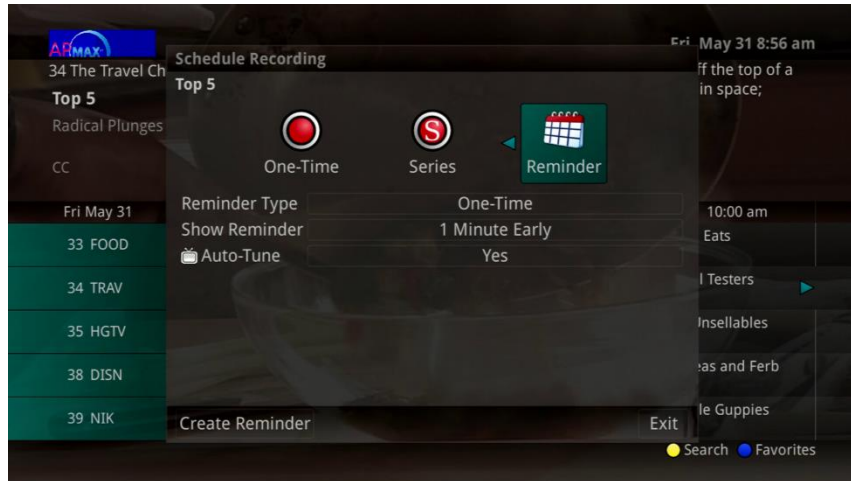 APMAX
Fri May 31 8:56 am
34 The Travel Ch
ff the top of a
in space;
Top 5
Radical Plunges
CC
Schedule Recording
Top 5
One-Time
S
Series
Reminder
Reminder Type One-Time
Show Reminder 1 Minute Early
Auto-Tune Yes
Create Reminder Exit
Fri May 31 10:00 am
33 FOOD Eats
34 TRAV l Testers
35 HGTV Unsellables
38 DISN eas and Ferb
39 NIK le Guppies
Search Favorites